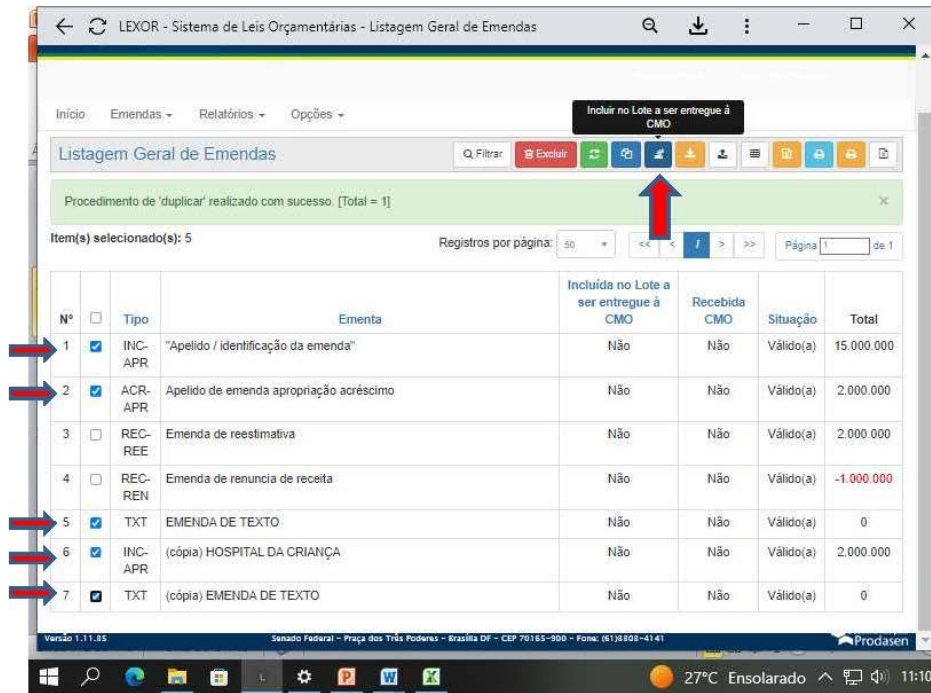 LEXOR - Sistema de Leis Orçamentárias - Listagem Geral de Emendas
Início Emendas Relatórios Opções
Incluir no Lote a ser entregue à
CMO
Listagem Geral de Emendas Filtrar Excluir
Procedimento de 'duplicar' realizado com sucesso. [Total = 1] ×
Item(s) selecionado(s): 5 Registros por página: 50 << < 1 > >> Página 1 de 1
Nº Tipo Ementa Incluída no Lote a ser entregue à CMO Recebida CMO Situação Total
1 INC-APR "Apelido / identificação da emenda" Não Não Válido(a) 15.000.000
2 ACR-APR Apelido de emenda apropriação acréscimo Não Não Válido(a) 2.000.000
3 REC-REE Emenda de reestimativa Não Não Válido(a) 2.000.000
4 REC-REN Emenda de renuncia de receita Não Não Válido(a) -1.000.000
5 TXT EMENDA DE TEXTO Não Não Válido(a) 0
6 INC-APR (cópia) HOSPITAL DA CRIANÇA Não Não Válido(a) 2.000.000
7 TXT (cópia) EMENDA DE TEXTO Não Não Válido(a) 0
Versão 1.11.85 Senado Federal - Praça dos Três Poderes - Brasília DF - CEP 70165-900 - Fone: (61)3303-4141 Prodasen
27°C Ensolarado 11:10